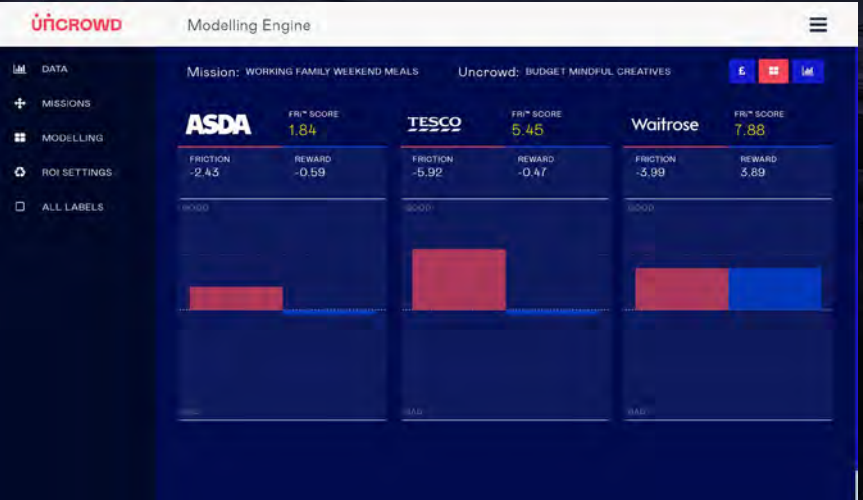 uncrowd Modelling Engine
DATA
MISSIONS
MODELLING
ROI SETTINGS
ALL LABELS
Mission: WORKING FAMILY WEEKEND MEALS Uncrowd: BUDGET MINDFUL CREATIVES £
ASDA FRi™ SCORE 1.84
FRICTION REWARD
-2.43 -0.59
GOOD
BAD
TESCO FRi™ SCORE 5.45
FRICTION REWARD
-5.92 -0.47
GOOD
BAD
Waitrose FRi™ SCORE 7.88
FRICTION REWARD
-3.99 3.89
GOOD
BAD